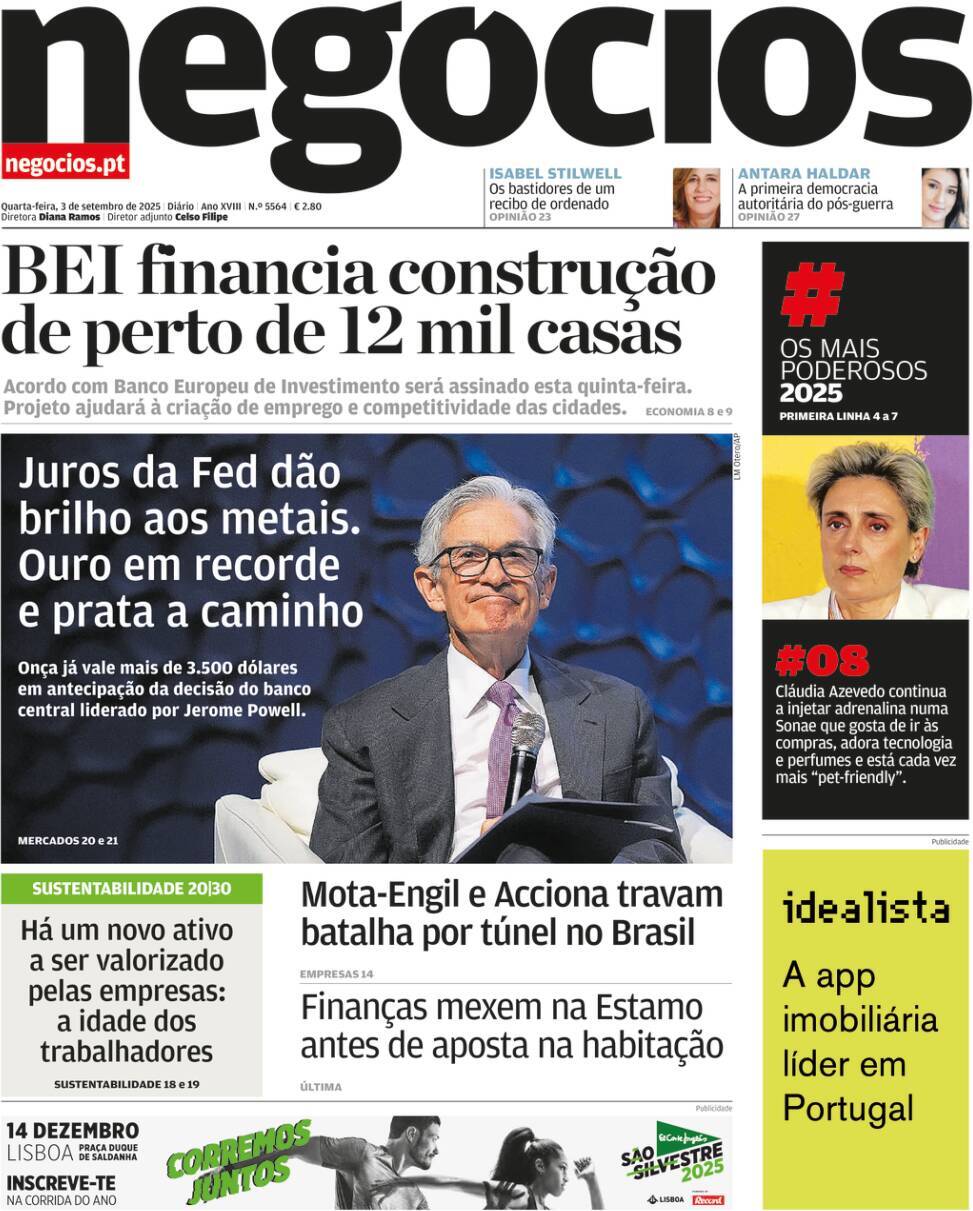 negócios
negocios.pt
Quarta-feira, 3 de setembro de 2025 | Diário | Ano XVIII | N.º 5564 | € 2.80
Diretora Diana Ramos | Diretor adjunto Celso Filipe
ISABEL STILWELL
Os bastidores de um
recibo de ordenado
OPINIÃO 23
ANTARA HALDAR
A primeira democracia
autoritária do pós-guerra
OPINIÃO 27
BEI financia construção
de perto de 12 mil casas
Acordo com Banco Europeu de Investimento será assinado esta quinta-feira.
Projeto ajudará à criação de emprego e competitividade das cidades. ECONOMIA 8 e 9
LM Otero/AP
Juros da Fed dão
brilho aos metais.
Ouro em recorde
e prata a caminho
Onça já vale mais de 3.500 dólares
em antecipação da decisão do banco
central liderado por Jerome Powell.
MERCADOS 20 e 21
#
OS MAIS
PODEROSOS
2025
PRIMEIRA LINHA 4 a 7
#08
Cláudia Azevedo continua
a injetar adrenalina numa
Sonae que gosta de ir às
compras, adora tecnologia
e perfumes e está cada vez
mais “pet-friendly”.
SUSTENTABILIDADE 20|30
Há um novo ativo
a ser valorizado
pelas empresas:
a idade dos
trabalhadores
SUSTENTABILIDADE 18 e 19
Mota-Engil e Acciona travam
batalha por túnel no Brasil
EMPRESAS 14
Finanças mexem na Estamo
antes de aposta na habitação
ÚLTIMA
Publicidade
idealista
A app
imobiliária
líder em
Portugal
Publicidade
14 DEZEMBRO
LISBOA PRAÇA DUQUE
DE SALDANHA
INSCREVE-TE
NA CORRIDA DO ANO
CORREMOS
JUNTOS
El Corte Inglés
SÃO
SILVESTRE
2025
LISBOA
Record